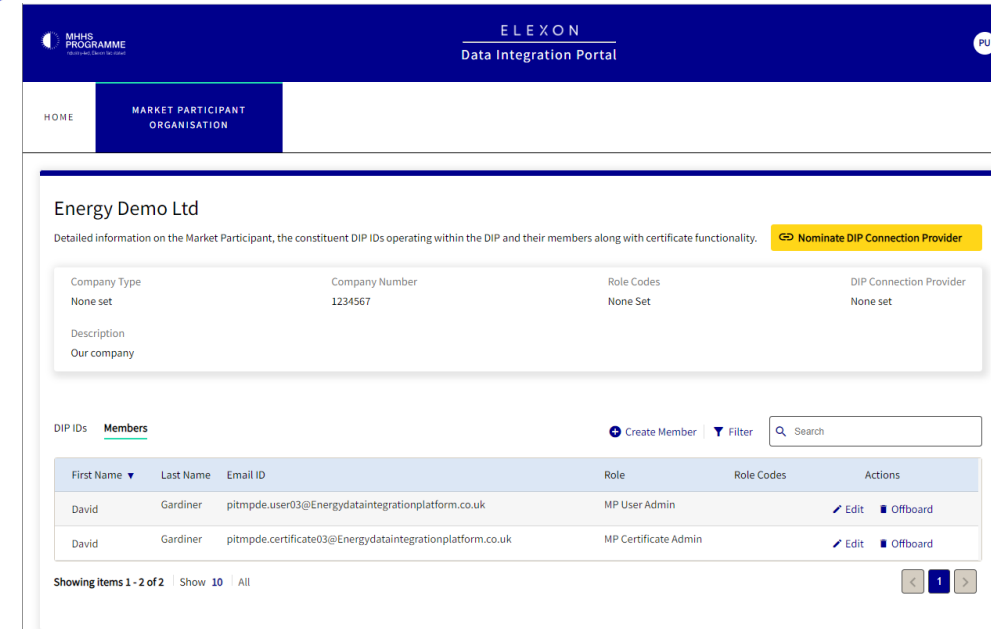 MHHS
PROGRAMME
ELEXON
Data Integration Portal
PU
HOME
MARKET PARTICIPANT
ORGANISATION
Energy Demo Ltd
Detailed information on the Market Participant, the constituent DIP IDs operating within the DIP and their members along with certificate functionality.
Nominate DIP Connection Provider
Company Type Company Number Role Codes DIP Connection Provider
None set 1234567 None Set None set
Description
Our company
DIP IDs Members Create Member Filter Search
First Name Last Name Email ID Role Role Codes Actions
David Gardiner pitmpde.user03@Energydataintegrationplatform.co.uk MP User Admin Edit Offboard
David Gardiner pitmpde.certificate03@Energydataintegrationplatform.co.uk MP Certificate Admin Edit Offboard
Showing items 1 - 2 of 2 Show 10 All < 1 >